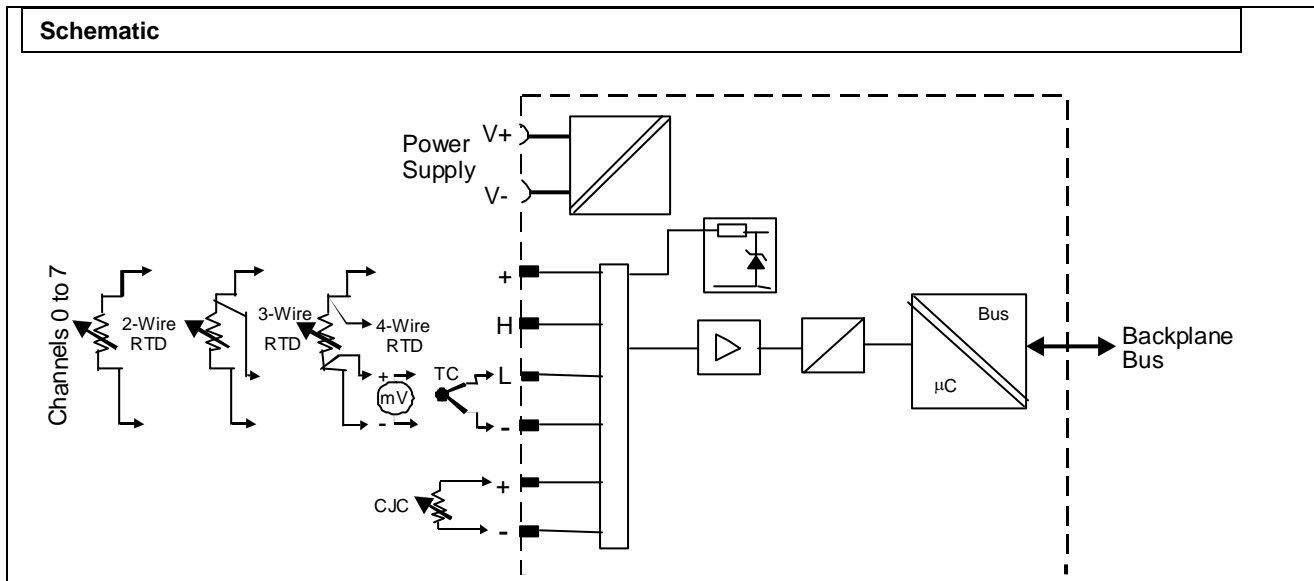 Schematic
Power
Supply
V+
V-
Channels 0 to 7
2-Wire
RTD
3-Wire
RTD
4-Wire
RTD
+
mV
-
TC
+
H
L
-
CJC
+
-
Bus
µC
Backplane
Bus